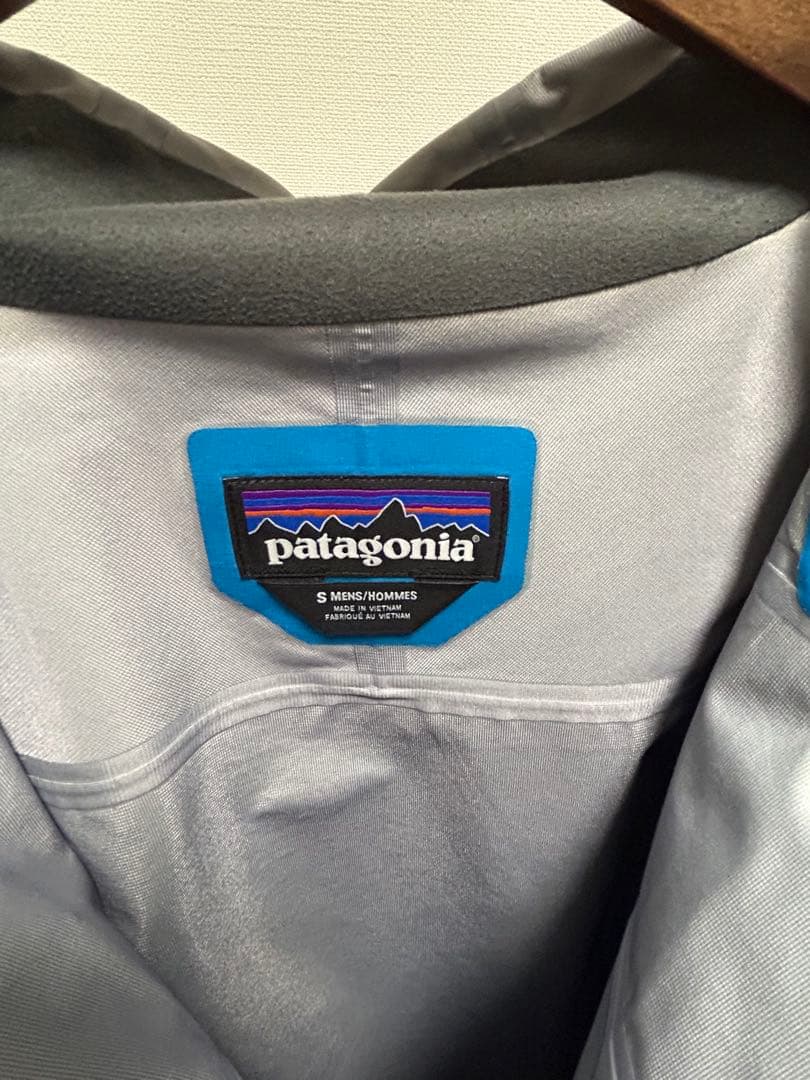 patagonia®
S MENS/HOMMES
MADE IN VIETNAM
FABRIQUÉ AU VIETNAM